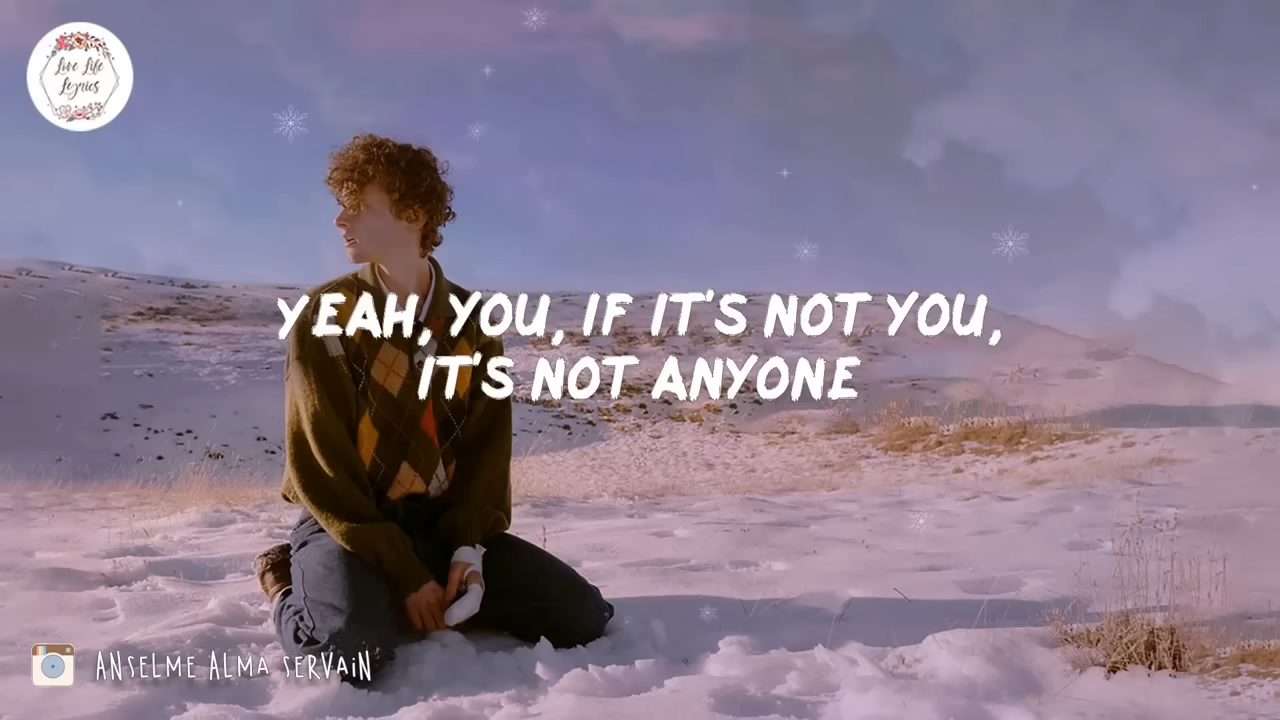 Love Life
Lyrics
YEAH, YOU, IF IT'S NOT YOU,
IT'S NOT ANYONE
ANSELME ALMA SERVAIN